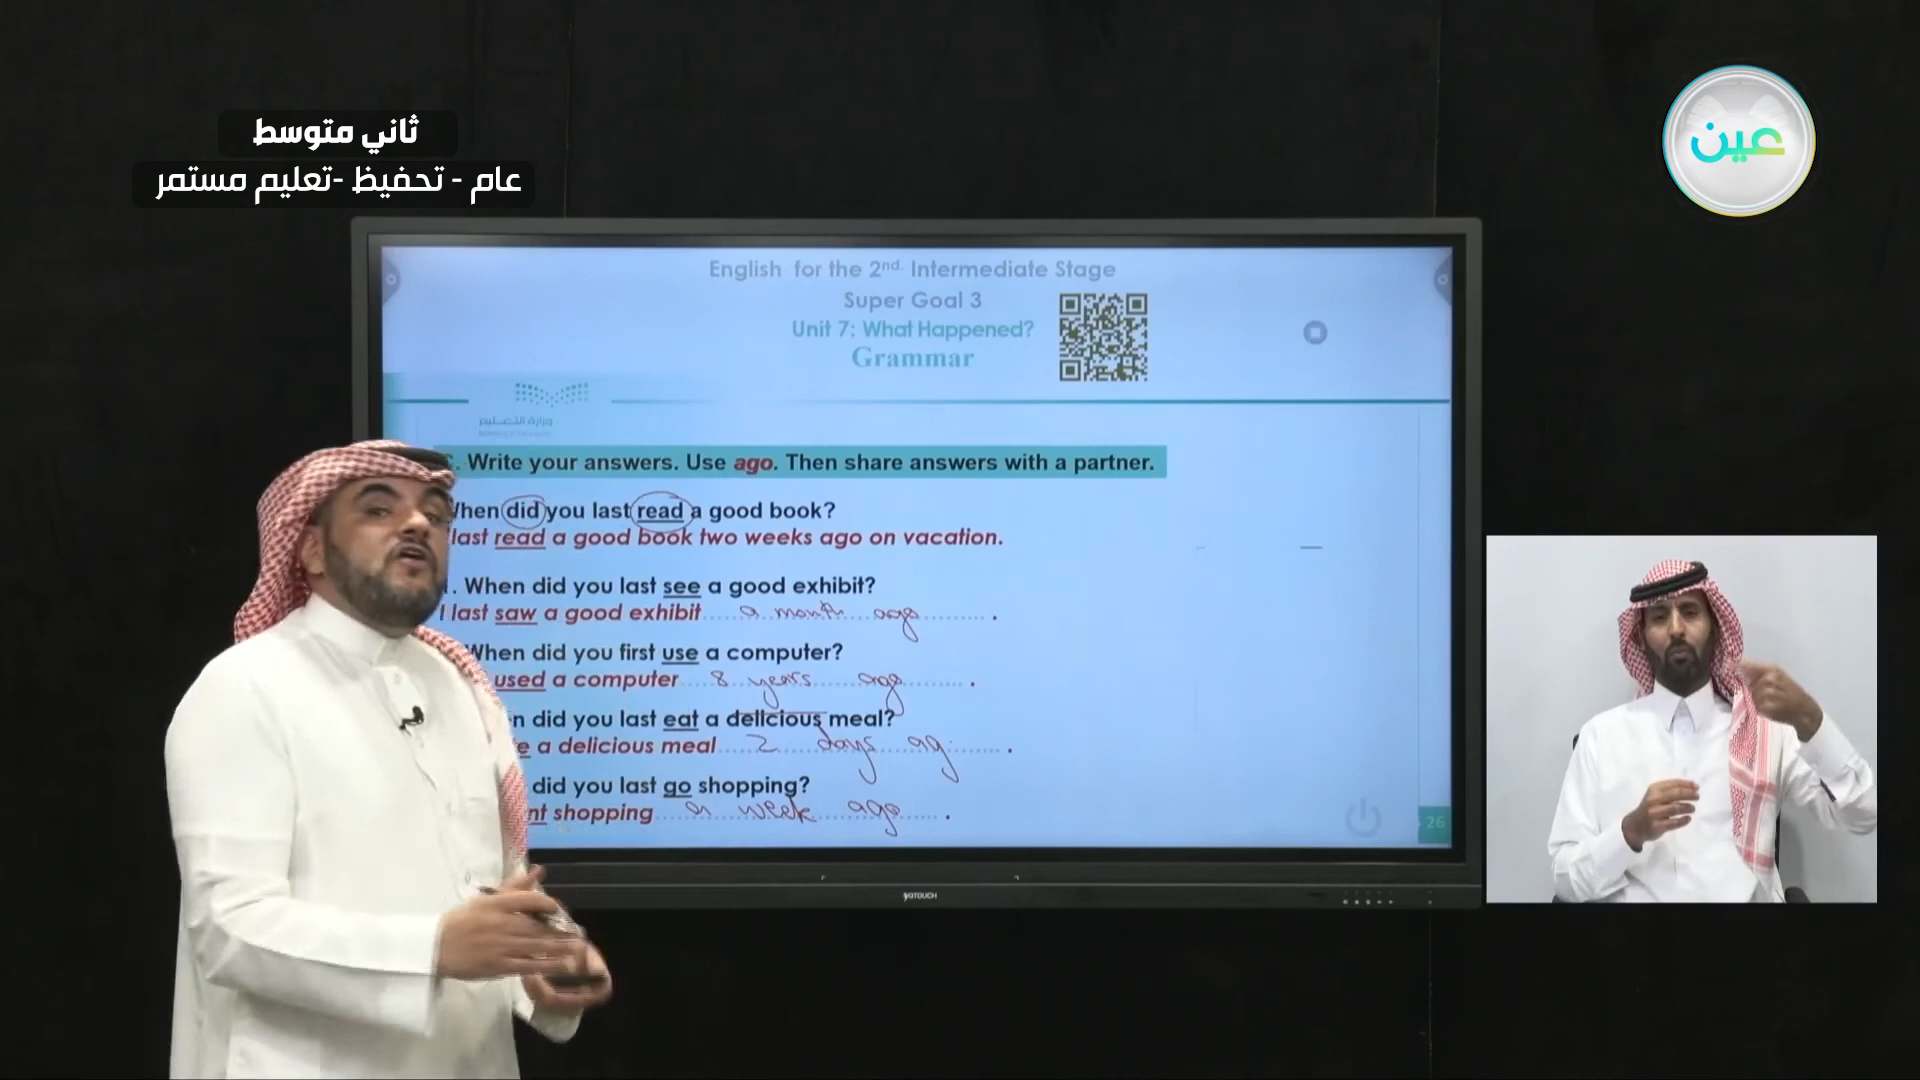 ثاني متوسط
عام - تحفيظ -تعليم مستمر
عين
English for the 2nd. Intermediate Stage
Super Goal 3
Unit 7: What Happened?
Grammar
وزارة التعليم
. Write your answers. Use ago. Then share answers with a partner.
When did you last read a good book?
last read a good book two weeks ago on vacation.
. When did you last see a good exhibit?
I last saw a good exhibit a month ago .
When did you first use a computer?
used a computer 8 years ago .
did you last eat a delicious meal?
a delicious meal 2 days ag .
did you last go shopping?
shopping a week ago .
26